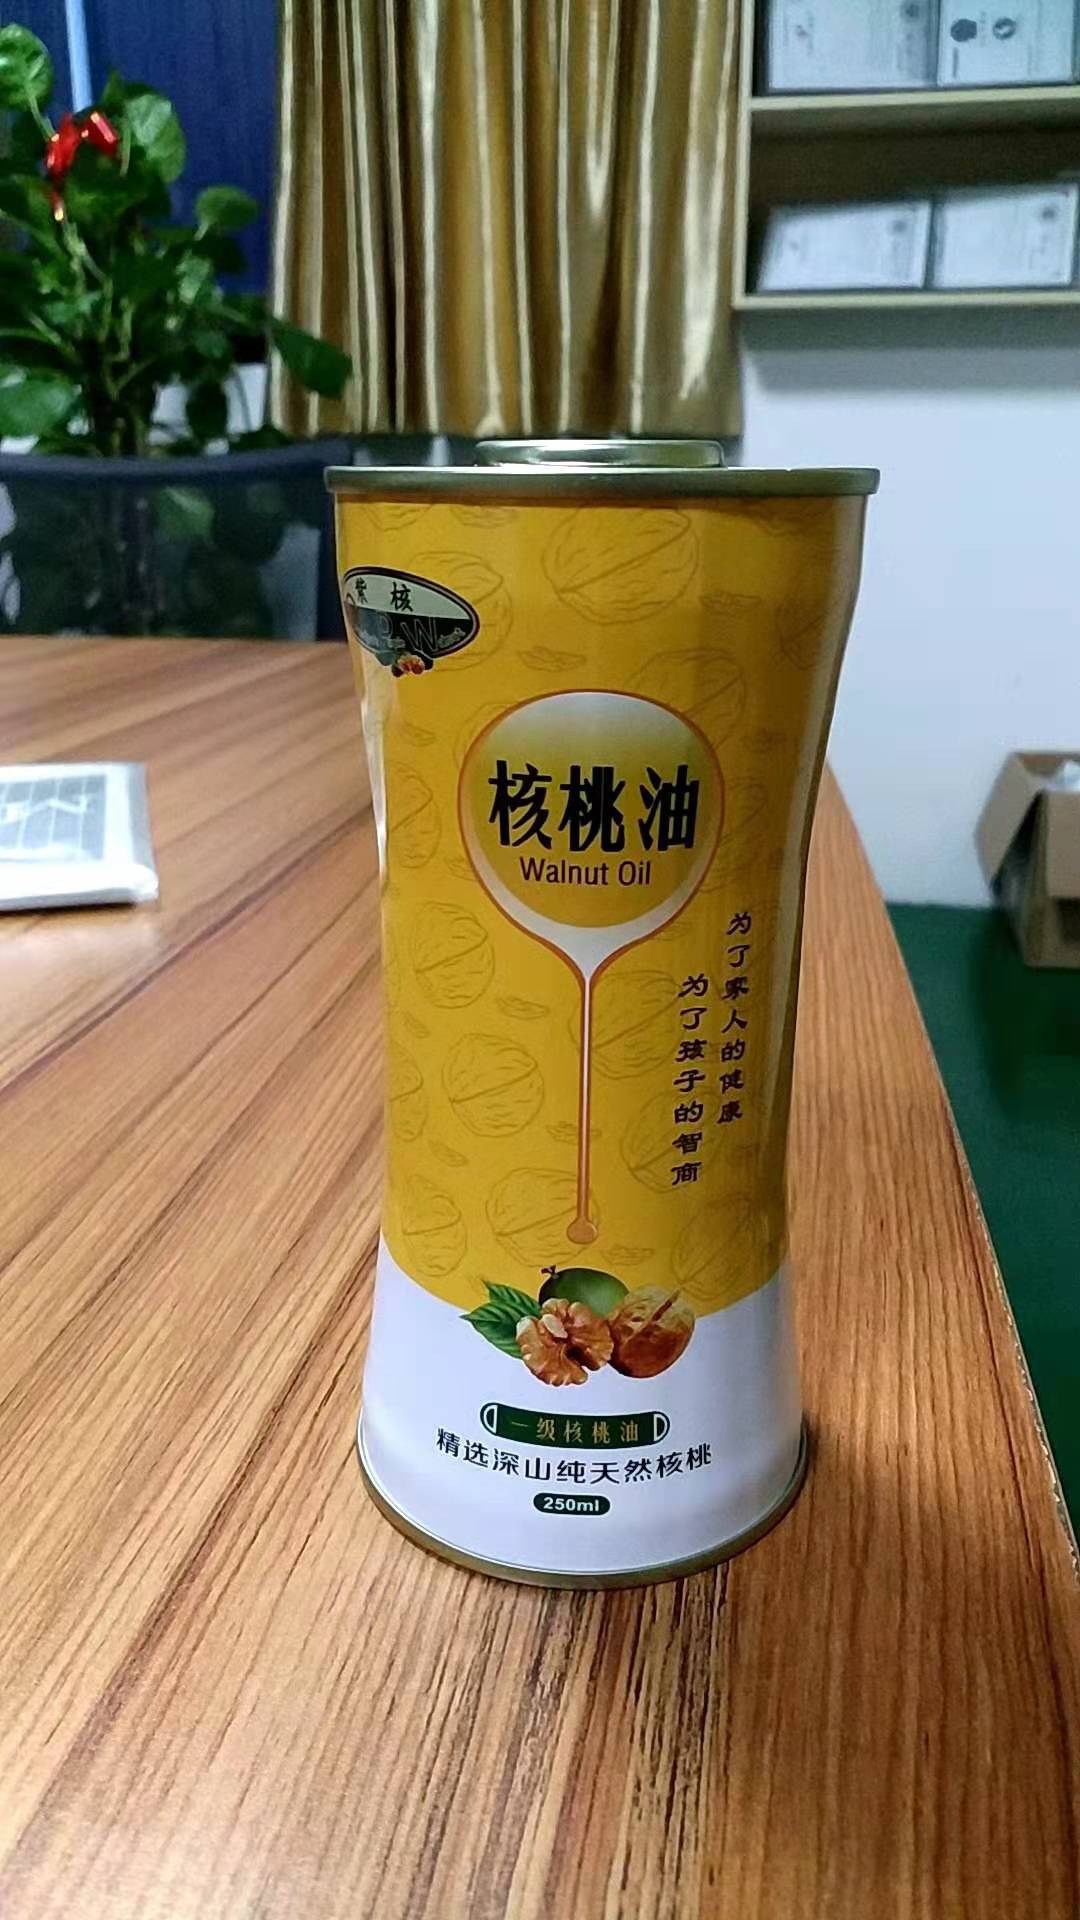 紫核
核桃油
Walnut Oil
为了家人的健康
为了孩子的智商
一级核桃油
精选深山纯天然核桃
250ml